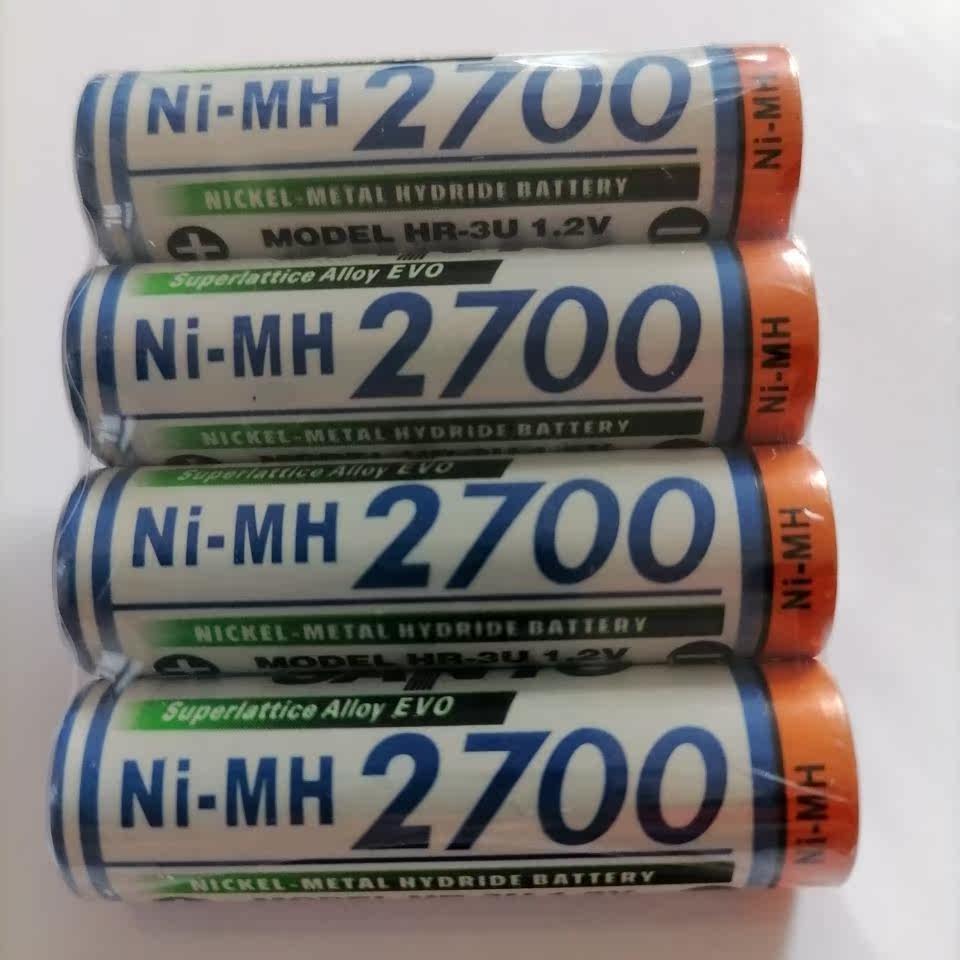 Ni-MH 2700 Ni-MH
NICKEL-METAL HYDRIDE BATTERY
MODEL HR-3U 1.2V
Superlattice Alloy EVO
Ni-MH 2700 Ni-MH
NICKEL-METAL HYDRIDE BATTERY
Superlattice Alloy EVO
Ni-MH 2700 Ni-MH
NICKEL-METAL HYDRIDE BATTERY
MODEL HR-3U 1.2V
Superlattice Alloy EVO
Ni-MH 2700 Ni-MH
NICKEL-METAL HYDRIDE BATTERY